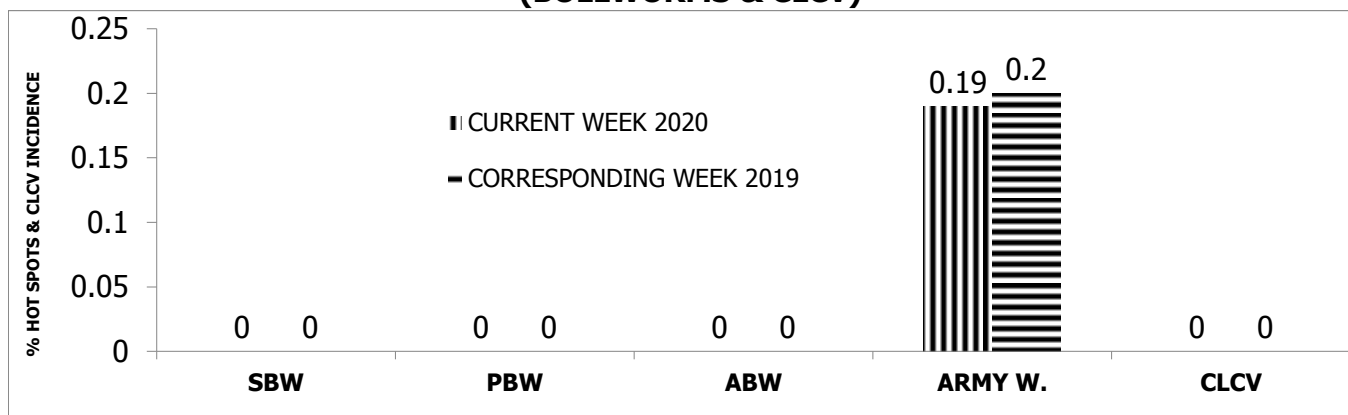 (BOLLWORMS & CLCV)
0.25
0.2
0.15
0.1
0.05
0
% HOT SPOTS & CLCV INCIDENCE
CURRENT WEEK 2020
CORRESPONDING WEEK 2019
0 0
0 0
0 0
0.19 0.2
0 0
SBW PBW ABW ARMY W. CLCV